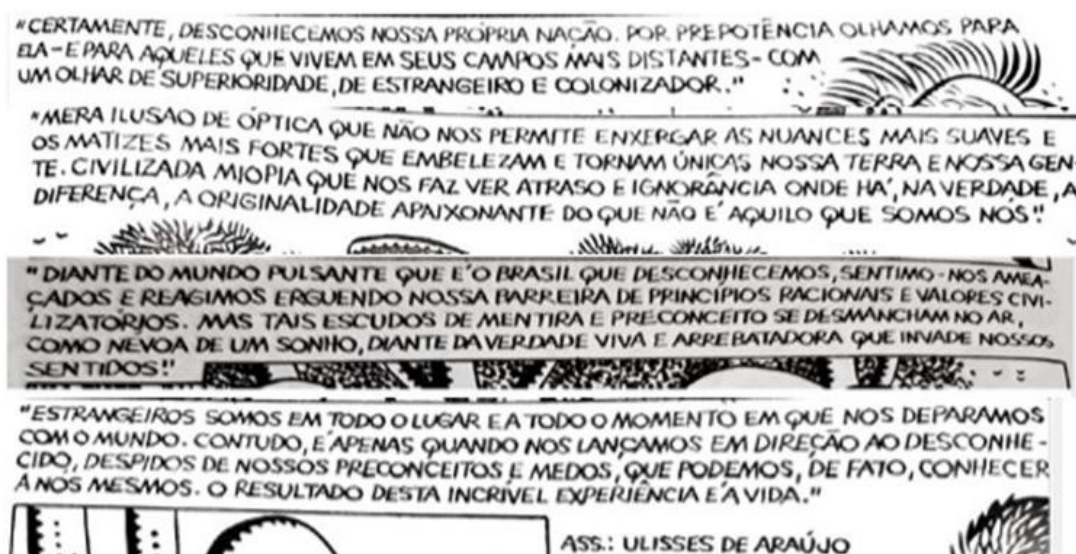 "CERTAMENTE, DESCONHECEMOS NOSSA PRÓPRIA NAÇÃO. POR PREPOTÊNCIA OLHAMOS PARA
ELA - E PARA AQUELES QUE VIVEM EM SEUS CAMPOS MAIS DISTANTES - COM
UM OLHAR DE SUPERIORIDADE, DE ESTRANGEIRO E COLONIZADOR."
"MERA ILUSÃO DE ÓPTICA QUE NÃO NOS PERMITE ENXERGAR AS NUANCES MAIS SUAVES E
OS MATIZES MAIS FORTES QUE EMBELEZAM E TORNAM ÚNICAS NOSSA TERRA E NOSSA GEN-
TE. CIVILIZADA MIOPIA QUE NOS FAZ VER ATRASO E IGNORÂNCIA ONDE HÁ, NA VERDADE, A
DIFERENÇA, A ORIGINALIDADE APAIXONANTE DO QUE NÃO É AQUILO QUE SOMOS NÓS!"
"DIANTE DO MUNDO PULSANTE QUE É O BRASIL QUE DESCONHECEMOS, SENTIMO-NOS AMEA-
ÇADOS E REAGIMOS ERGUENDO NOSSA BARREIRA DE PRINCÍPIOS RACIONAIS E VALORES CIVI-
LIZATÓRIOS. MAS TAIS ESCUDOS DE MENTIRA E PRECONCEITO SE DESMANCHAM NO AR,
COMO NÉVOA DE UM SONHO, DIANTE DA VERDADE VIVA E ARREBATADORA QUE INVADE NOSSOS
SENTIDOS!"
"ESTRANGEIROS SOMOS EM TODO O LUGAR E A TODO O MOMENTO EM QUE NOS DEPARAMOS
COM O MUNDO. CONTUDO, É APENAS QUANDO NOS LANÇAMOS EM DIREÇÃO AO DESCONHE-
CIDO, DESPIDOS DE NOSSOS PRECONCEITOS E MEDOS, QUE PODEMOS, DE FATO, CONHECER
A NÓS MESMOS. O RESULTADO DESTA INCRÍVEL EXPERIÊNCIA É A VIDA."
ASS.: ULISSES DE ARAÚJO